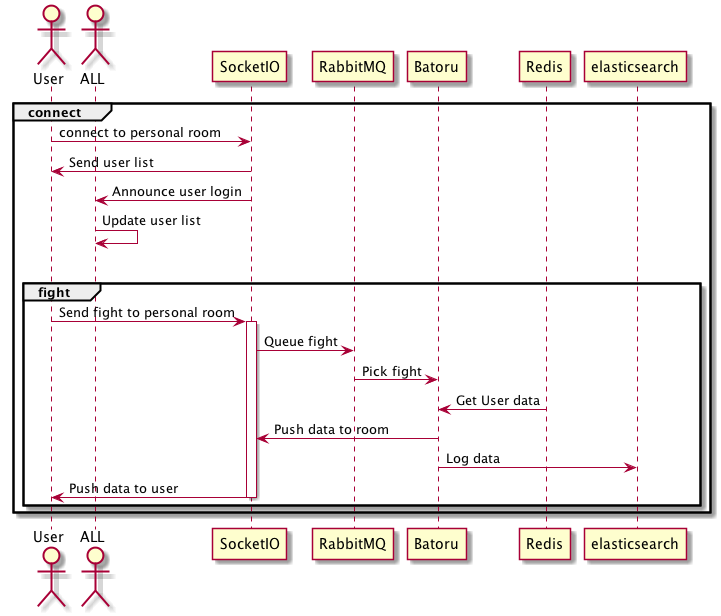 User
ALL
SocketIO
RabbitMQ
Batoru
Redis
elasticsearch
connect
connect to personal room
Send user list
Announce user login
Update user list
fight
Send fight to personal room
Queue fight
Pick fight
Get User data
Push data to room
Log data
Push data to user
User
ALL
SocketIO
RabbitMQ
Batoru
Redis
elasticsearch